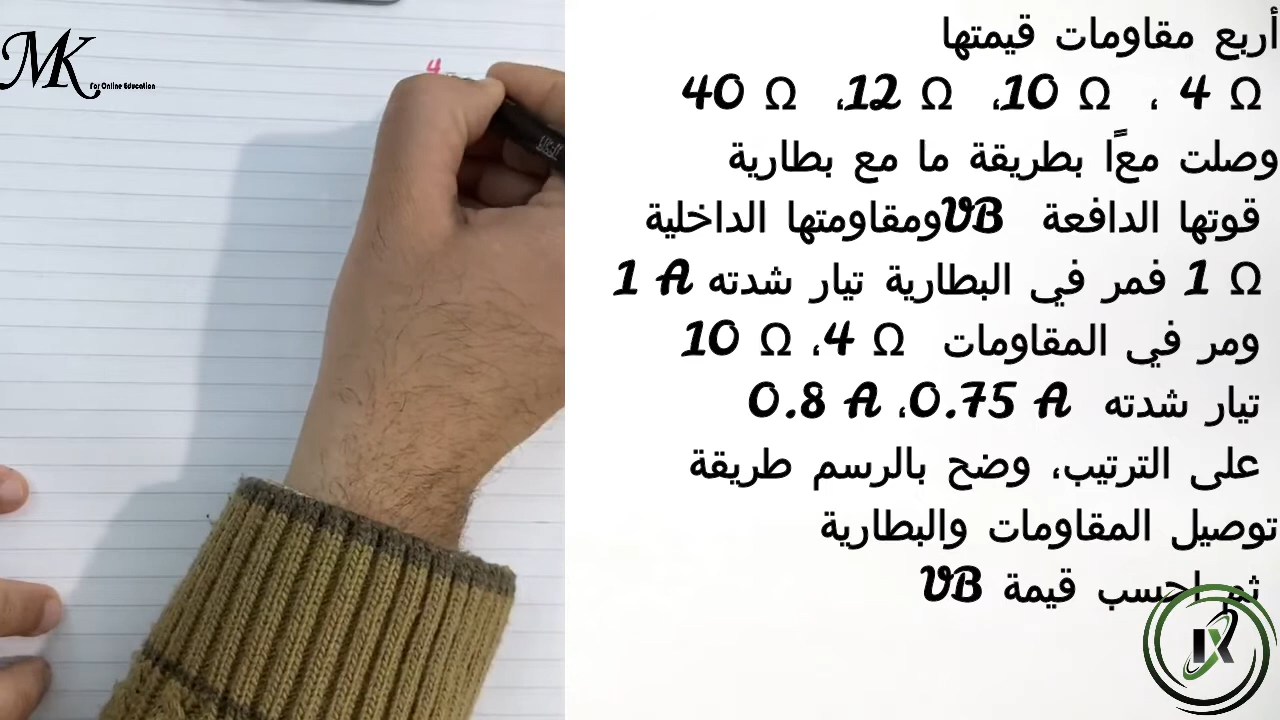 MK
For Online Education
4
أربع مقاومات قيمتها
4 Ω ، 10 Ω ،12 Ω ، 40 Ω
وصلت معًا بطريقة ما مع بطارية
قوتها الدافعة VB ومقاومتها الداخلية
1 Ω فمر في البطارية تيار شدته 1 A
ومر في المقاومات 4 Ω ،10 Ω
تيار شدته 0.75 A ،0.8 A
على الترتيب، وضح بالرسم طريقة
توصيل المقاومات والبطارية
ثم احسب قيمة VB